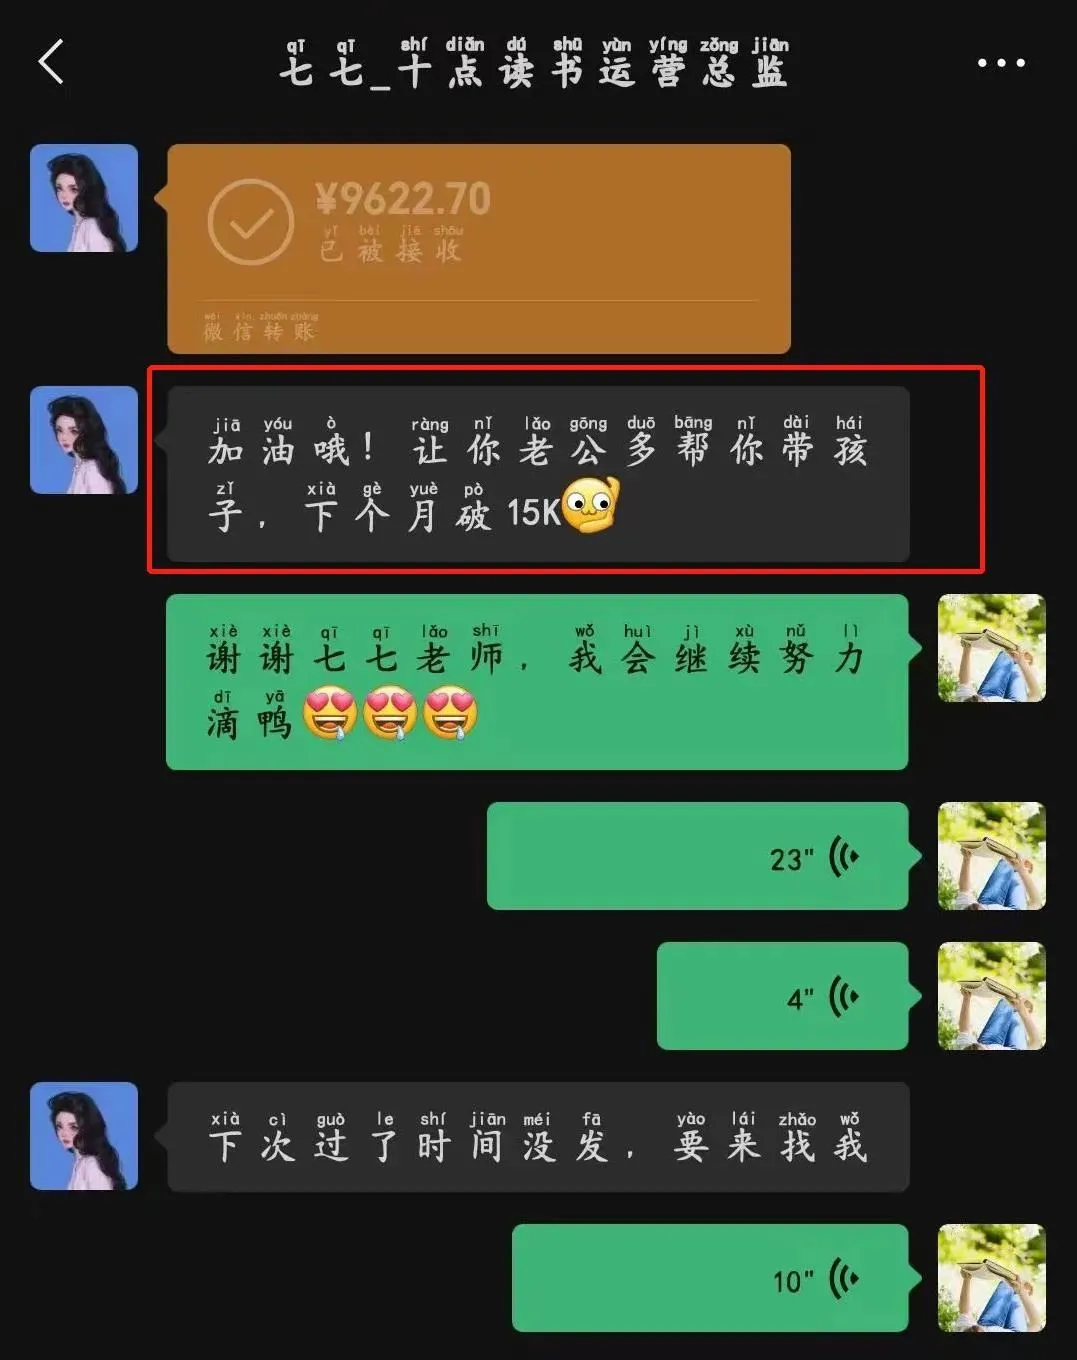 qī qī shí diǎn dú shū yùn yíng zǒng jiān
七七_十点读书运营总监
¥9622.70
yǐ bèi jiē shōu
已被接收
wēi xìn zhuǎn zhàng
微信转账
jiā yóu ò ràng nǐ lǎo gōng duō bāng nǐ dài hái
加油哦！让你老公多帮你带孩
zǐ xià gè yuè pò
子，下个月破15K
xiè xiè qī qī lǎo shī wǒ huì jì xù nǔ lì
谢谢七七老师，我会继续努力
dī yā
滴鸭😍😍😍
23"
4"
xià cì guò le shí jiān méi fā yào lái zhǎo wǒ
下次过了时间没发，要来找我
10"